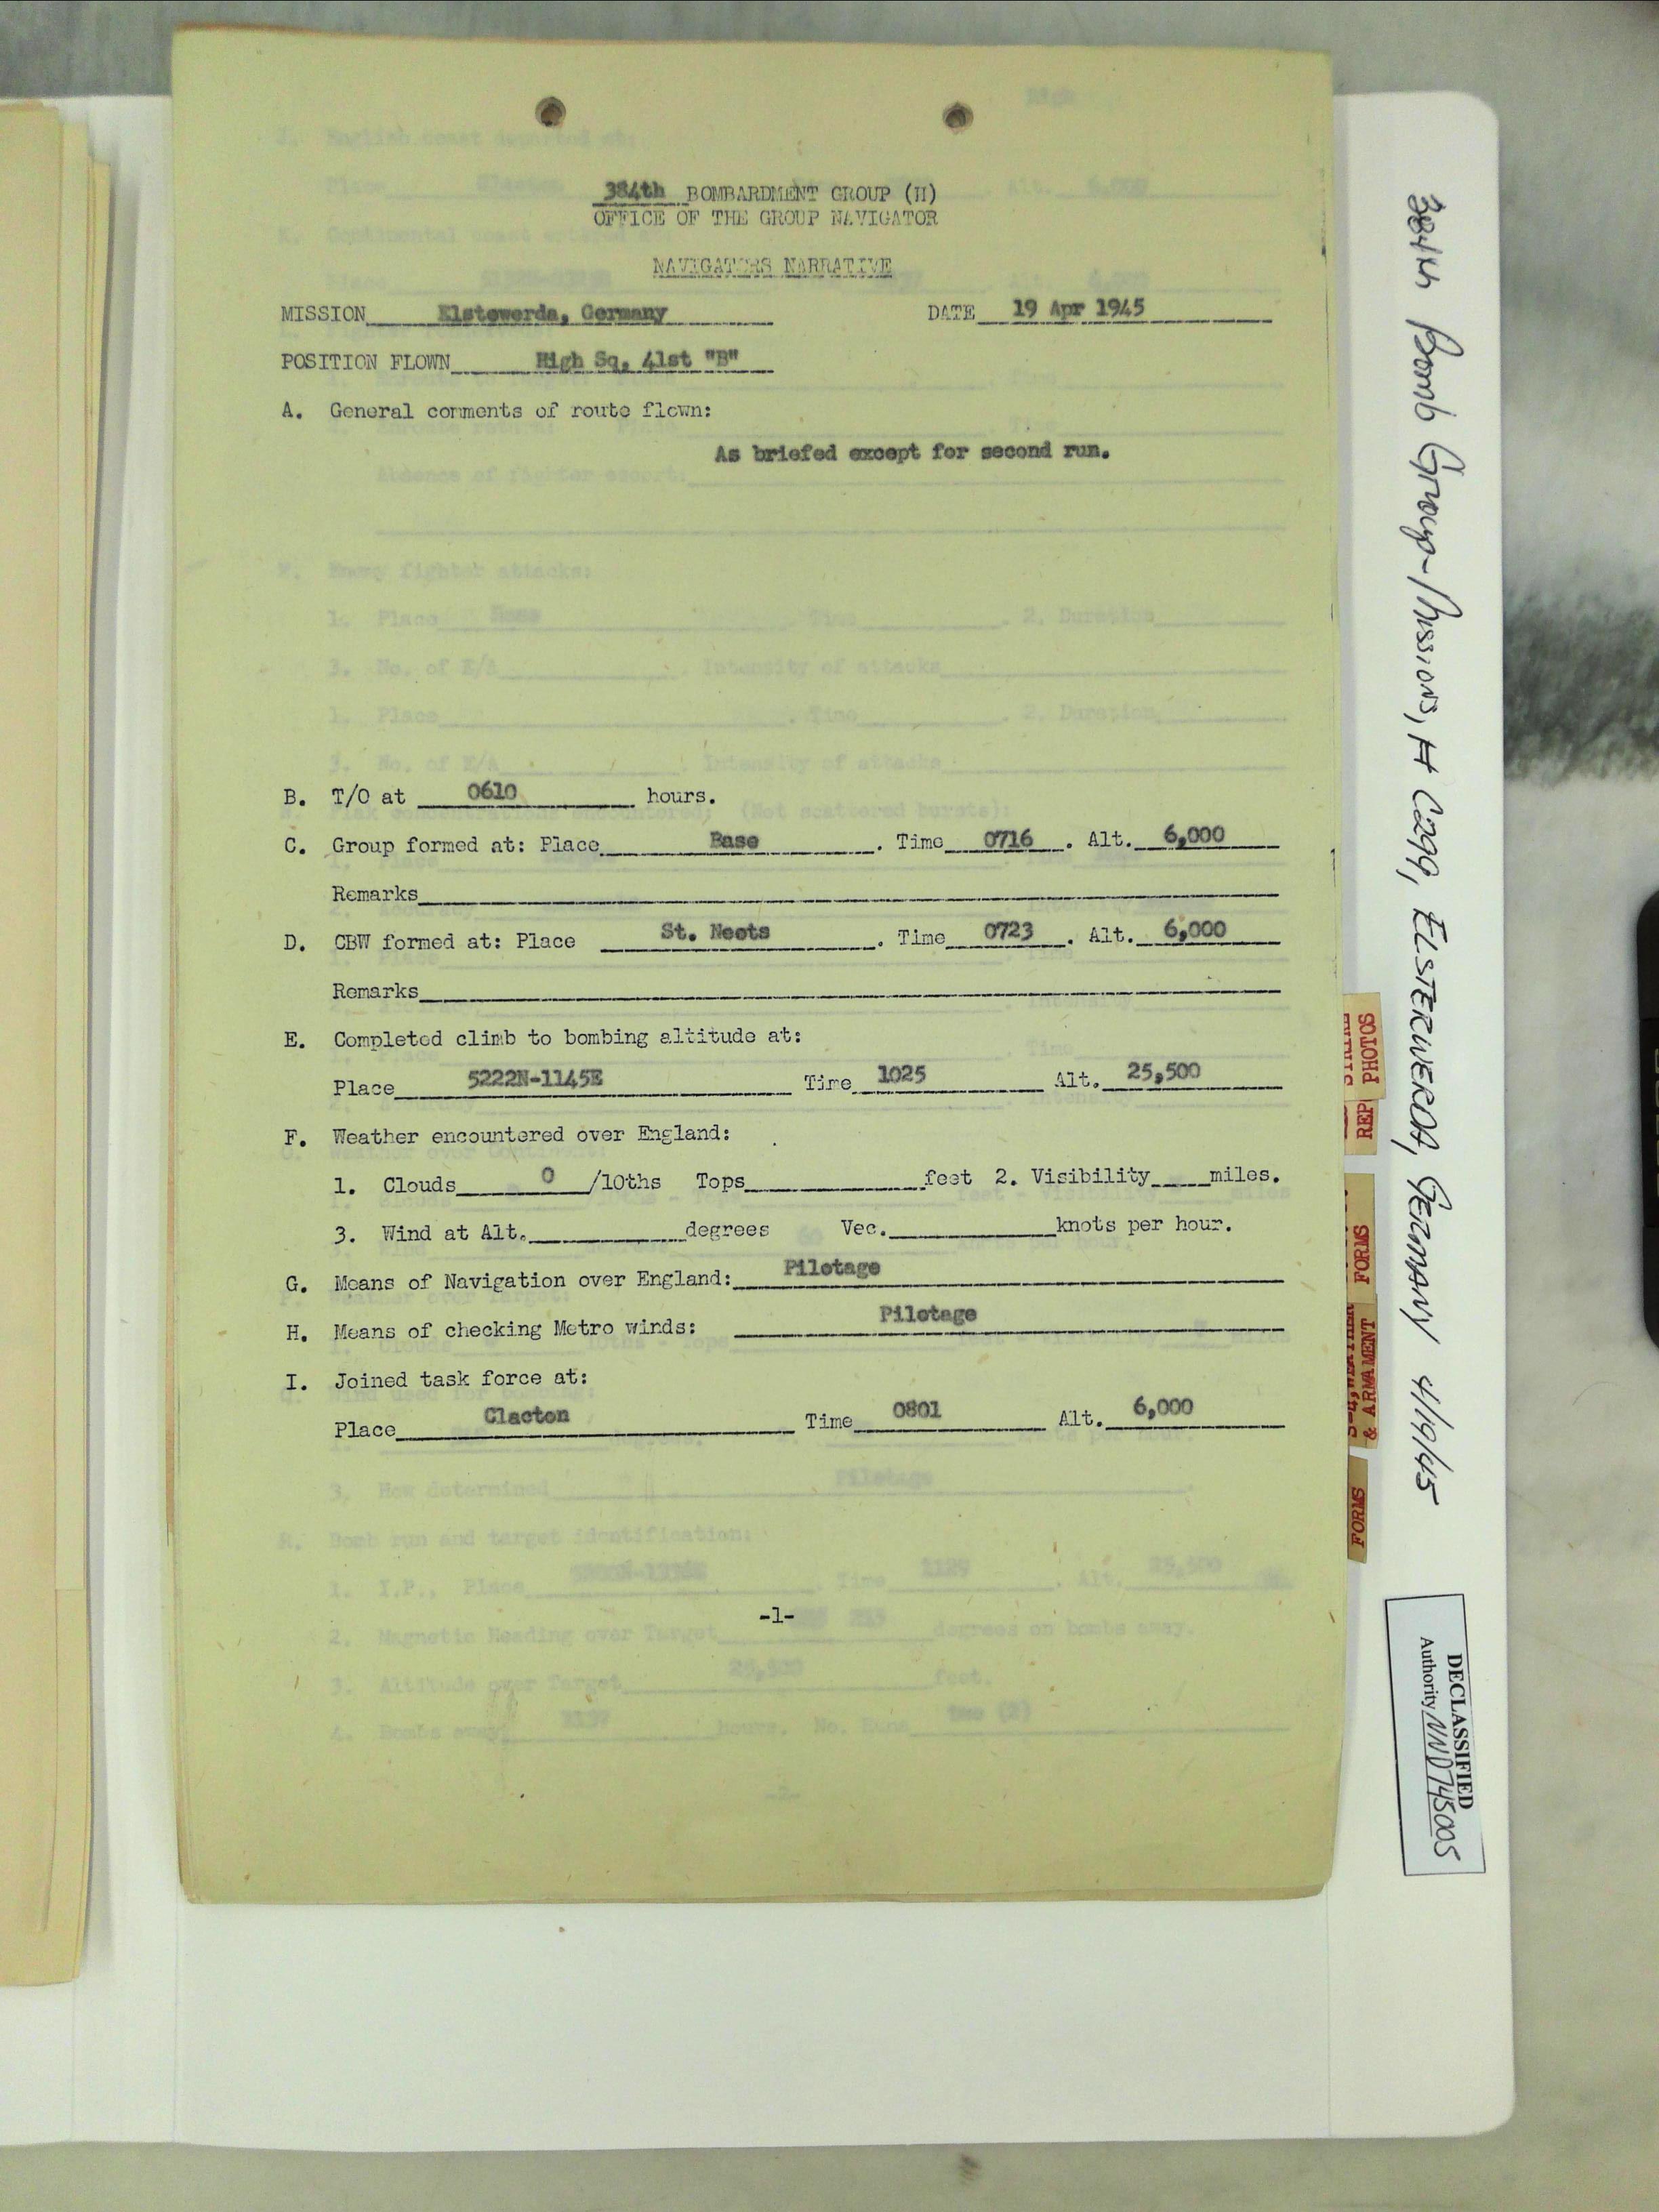 384th BOMBARDMENT GROUP (H)
OFFICE OF THE GROUP NAVIGATOR
NAVIGATORS NARRATIVE
MISSION Elstewerda, Germany DATE 19 Apr 1945
POSITION FLOWN High Sq, 41st "B"
A. General comments of route flown:
As briefed except for second run.
B. T/O at 0610 hours.
C. Group formed at: Place Base. Time 0716. Alt. 6,000
Remarks
D. CBW formed at: Place St. Neots. Time 0723. Alt. 6,000
Remarks
E. Completed climb to bombing altitude at:
Place 5222N-1145E Time 1025 Alt. 25,500
F. Weather encountered over England:
1. Clouds 0 /10ths Tops feet 2. Visibility miles.
3. Wind at Alt. degrees Vec. knots per hour.
G. Means of Navigation over England: Pilotage
H. Means of checking Metro winds: Pilotage
I. Joined task force at:
Place Clacton Time 0801 Alt. 6,000
-1-
384th Bomb Group-Missions, # C299, ELSTERWERDA, GERMANY 4/19/45
PHOTOS
REP
FORMS
& ARMAMENT
FORMS
DECLASSIFIED
Authority NND745005